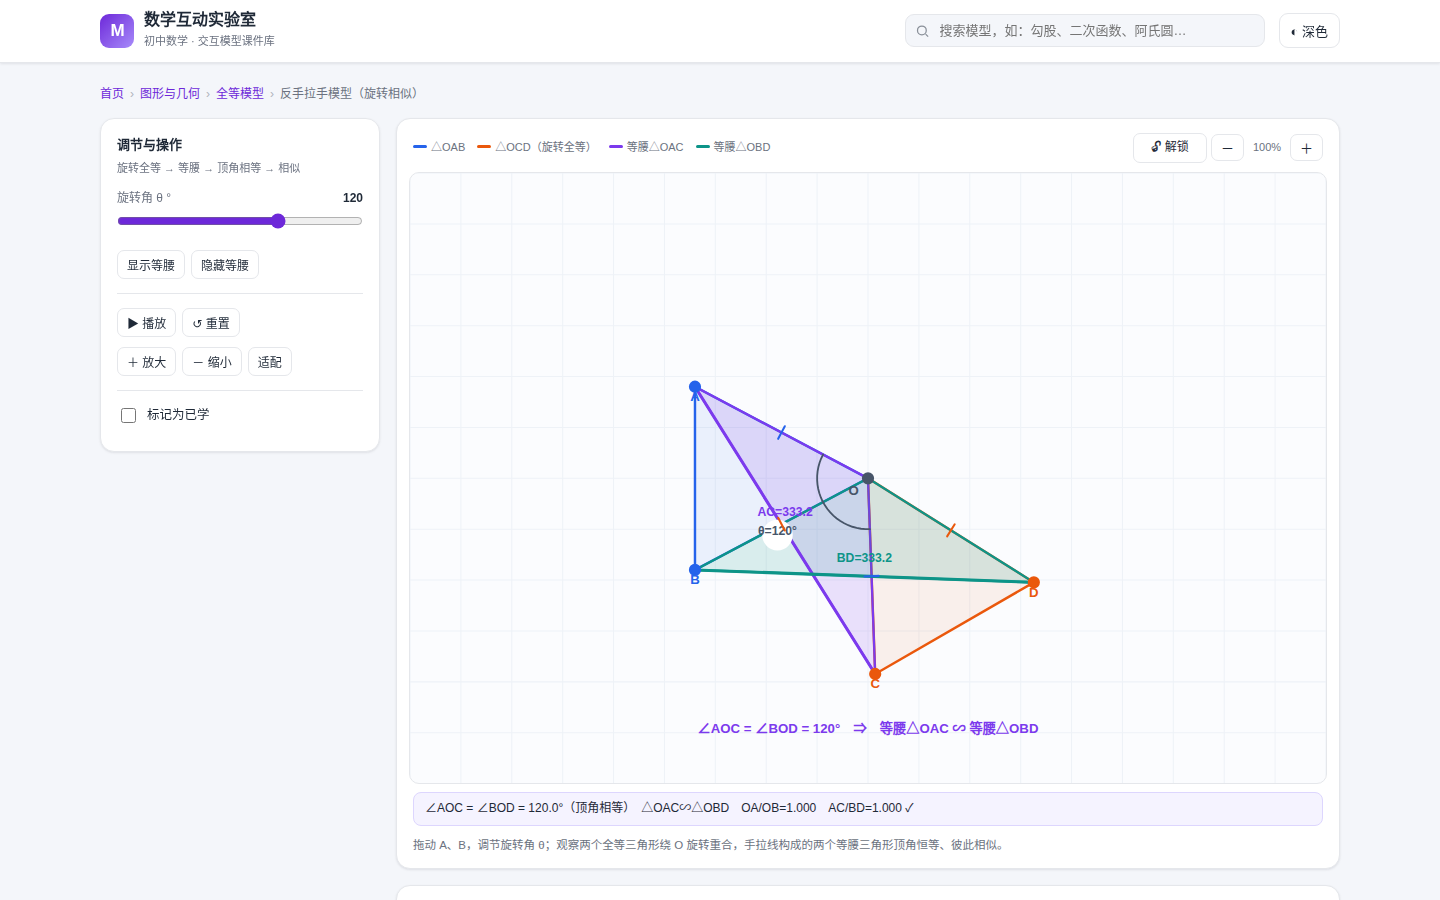 M
数学互动实验室
初中数学 · 交互模型课件库
搜索模型，如：勾股、二次函数、阿氏圆…
◐ 深色
首页 › 图形与几何 › 全等模型 › 反手拉手模型（旋转相似）
调节与操作
旋转全等 → 等腰 → 顶角相等 → 相似
旋转角 θ ° 120
显示等腰 隐藏等腰
▶ 播放 ↺ 重置
＋ 放大 － 缩小 适配
标记为已学
△OAB △OCD（旋转全等） 等腰△OAC 等腰△OBD
🔓 解锁 － 100% ＋
A
O
AC=333.2
θ=120°
BD=333.2
B
D
C
∠AOC = ∠BOD = 120° ⇒ 等腰△OAC ∽ 等腰△OBD
∠AOC = ∠BOD = 120.0°（顶角相等） △OAC∽△OBD OA/OB=1.000 AC/BD=1.000 ✓
拖动 A、B，调节旋转角 θ；观察两个全等三角形绕 O 旋转重合，手拉线构成的两个等腰三角形顶角恒等、彼此相似。